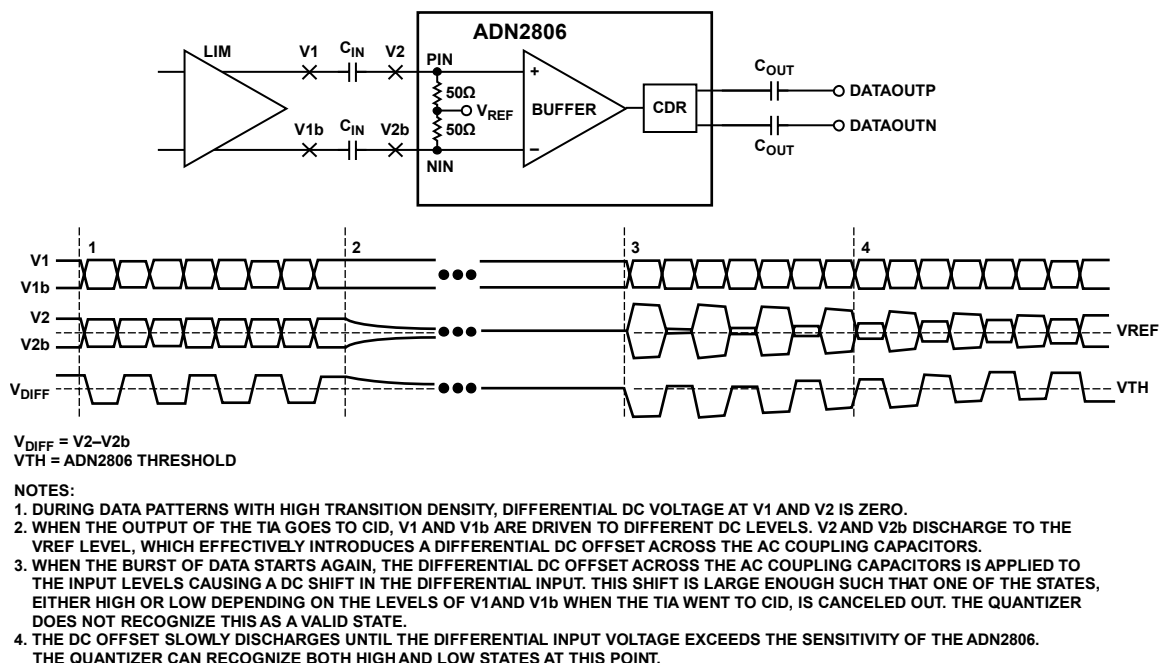 ADN2806
LIM
V1
C_IN
V2
PIN
50Ω
V_REF
50Ω
+
BUFFER
–
CDR
C_OUT
DATAOUTP
DATAOUTN
C_OUT
V1b
C_IN
V2b
NIN
1
2
3
4
V1
V1b
V2
V2b
VREF
V_DIFF
VTH
V_DIFF = V2–V2b
VTH = ADN2806 THRESHOLD
NOTES:
1. DURING DATA PATTERNS WITH HIGH TRANSITION DENSITY, DIFFERENTIAL DC VOLTAGE AT V1 AND V2 IS ZERO.
2. WHEN THE OUTPUT OF THE TIA GOES TO CID, V1 AND V1b ARE DRIVEN TO DIFFERENT DC LEVELS. V2 AND V2b DISCHARGE TO THE
VREF LEVEL, WHICH EFFECTIVELY INTRODUCES A DIFFERENTIAL DC OFFSET ACROSS THE AC COUPLING CAPACITORS.
3. WHEN THE BURST OF DATA STARTS AGAIN, THE DIFFERENTIAL DC OFFSET ACROSS THE AC COUPLING CAPACITORS IS APPLIED TO
THE INPUT LEVELS CAUSING A DC SHIFT IN THE DIFFERENTIAL INPUT. THIS SHIFT IS LARGE ENOUGH SUCH THAT ONE OF THE STATES,
EITHER HIGH OR LOW DEPENDING ON THE LEVELS OF V1 AND V1b WHEN THE TIA WENT TO CID, IS CANCELED OUT. THE QUANTIZER
DOES NOT RECOGNIZE THIS AS A VALID STATE.
4. THE DC OFFSET SLOWLY DISCHARGES UNTIL THE DIFFERENTIAL INPUT VOLTAGE EXCEEDS THE SENSITIVITY OF THE ADN2806.
THE QUANTIZER CAN RECOGNIZE BOTH HIGH AND LOW STATES AT THIS POINT.